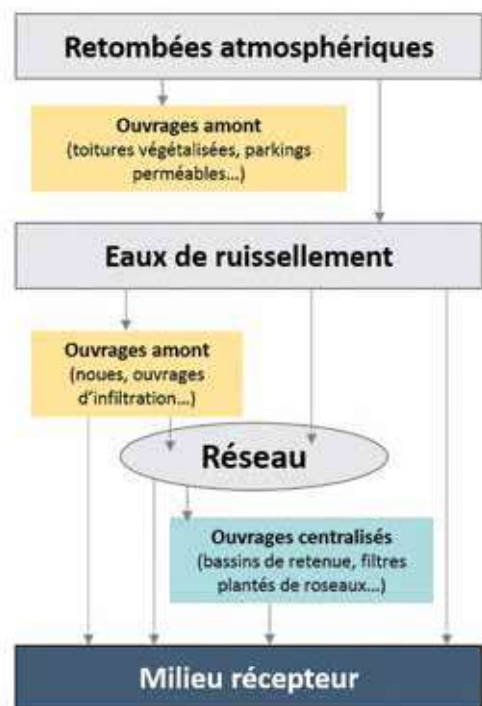 Retombées atmosphériques
Ouvrages amont
(toitures végétalisées, parkings
perméables...)
Eaux de ruissellement
Ouvrages amont
(noues, ouvrages
d'infiltration...)
Réseau
Ouvrages centralisés
(bassins de retenue, filtres
plantés de roseaux...)
Milieu récepteur